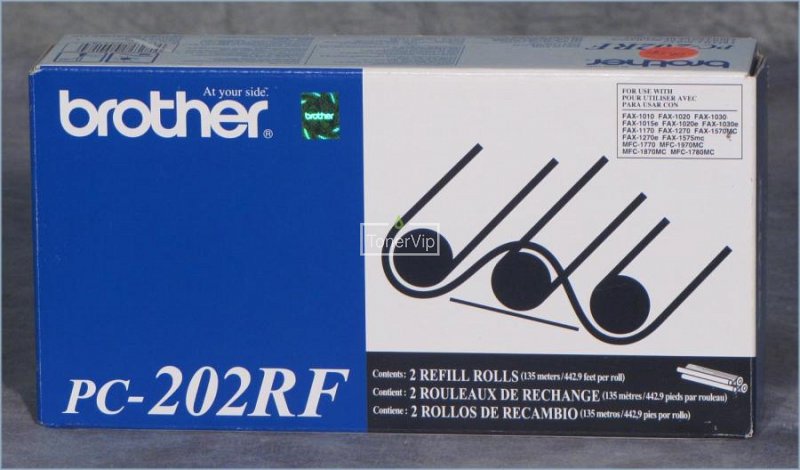 PC-202RF
brother
At your side.
brother®
brother
FOR USE WITH
POUR UTILISER AVEC
PARA USAR CON
FAX-1010 FAX-1020 FAX-1030
FAX-1015e FAX-1020e FAX-1030e
FAX-1170 FAX-1270 FAX-1570MC
FAX-1270e FAX-1575mc
MFC-1770 MFC-1970MC
MFC-1870MC MFC-1780MC
TonerVip
PC-202RF
Contents: 2 REFILL ROLLS (135 meters/442.9 feet per roll)
Contient: 2 ROULEAUX DE RECHANGE (135 mètres/442,9 pieds par rouleau)
Contiene: 2 ROLLOS DE RECAMBIO (135 metros/442,9 pies por rollo)